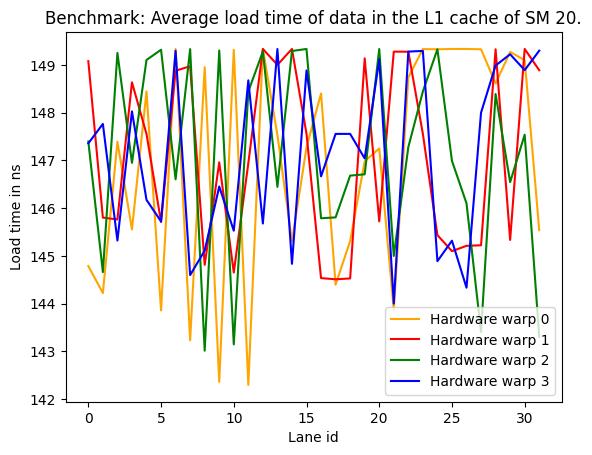 Benchmark: Average load time of data in the L1 cache of SM 20.
Load time in ns
149
148
147
146
145
144
143
142
0 5 10 15 20 25 30
Lane id
Hardware warp 0
Hardware warp 1
Hardware warp 2
Hardware warp 3